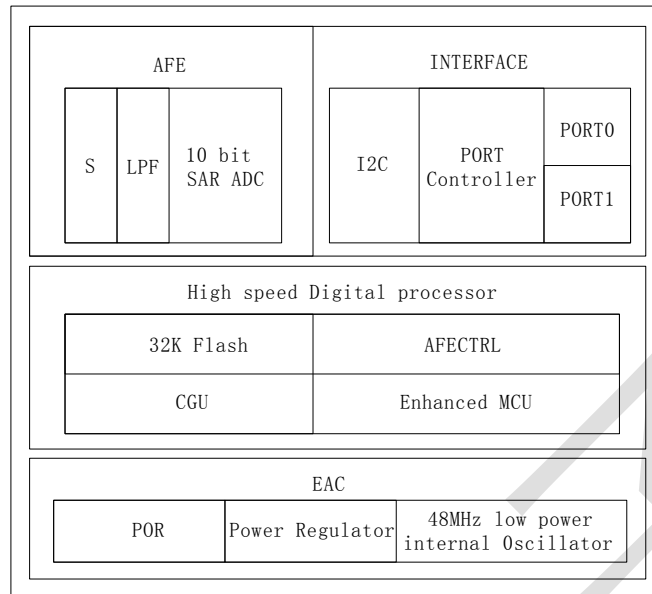 AFE
S
LPF
10 bit
SAR ADC
INTERFACE
I2C
PORT
Controller
PORT0
PORT1
High speed Digital processor
32K Flash
AFECTRL
CGU
Enhanced MCU
EAC
POR
Power Regulator
48MHz low power
internal Oscillator